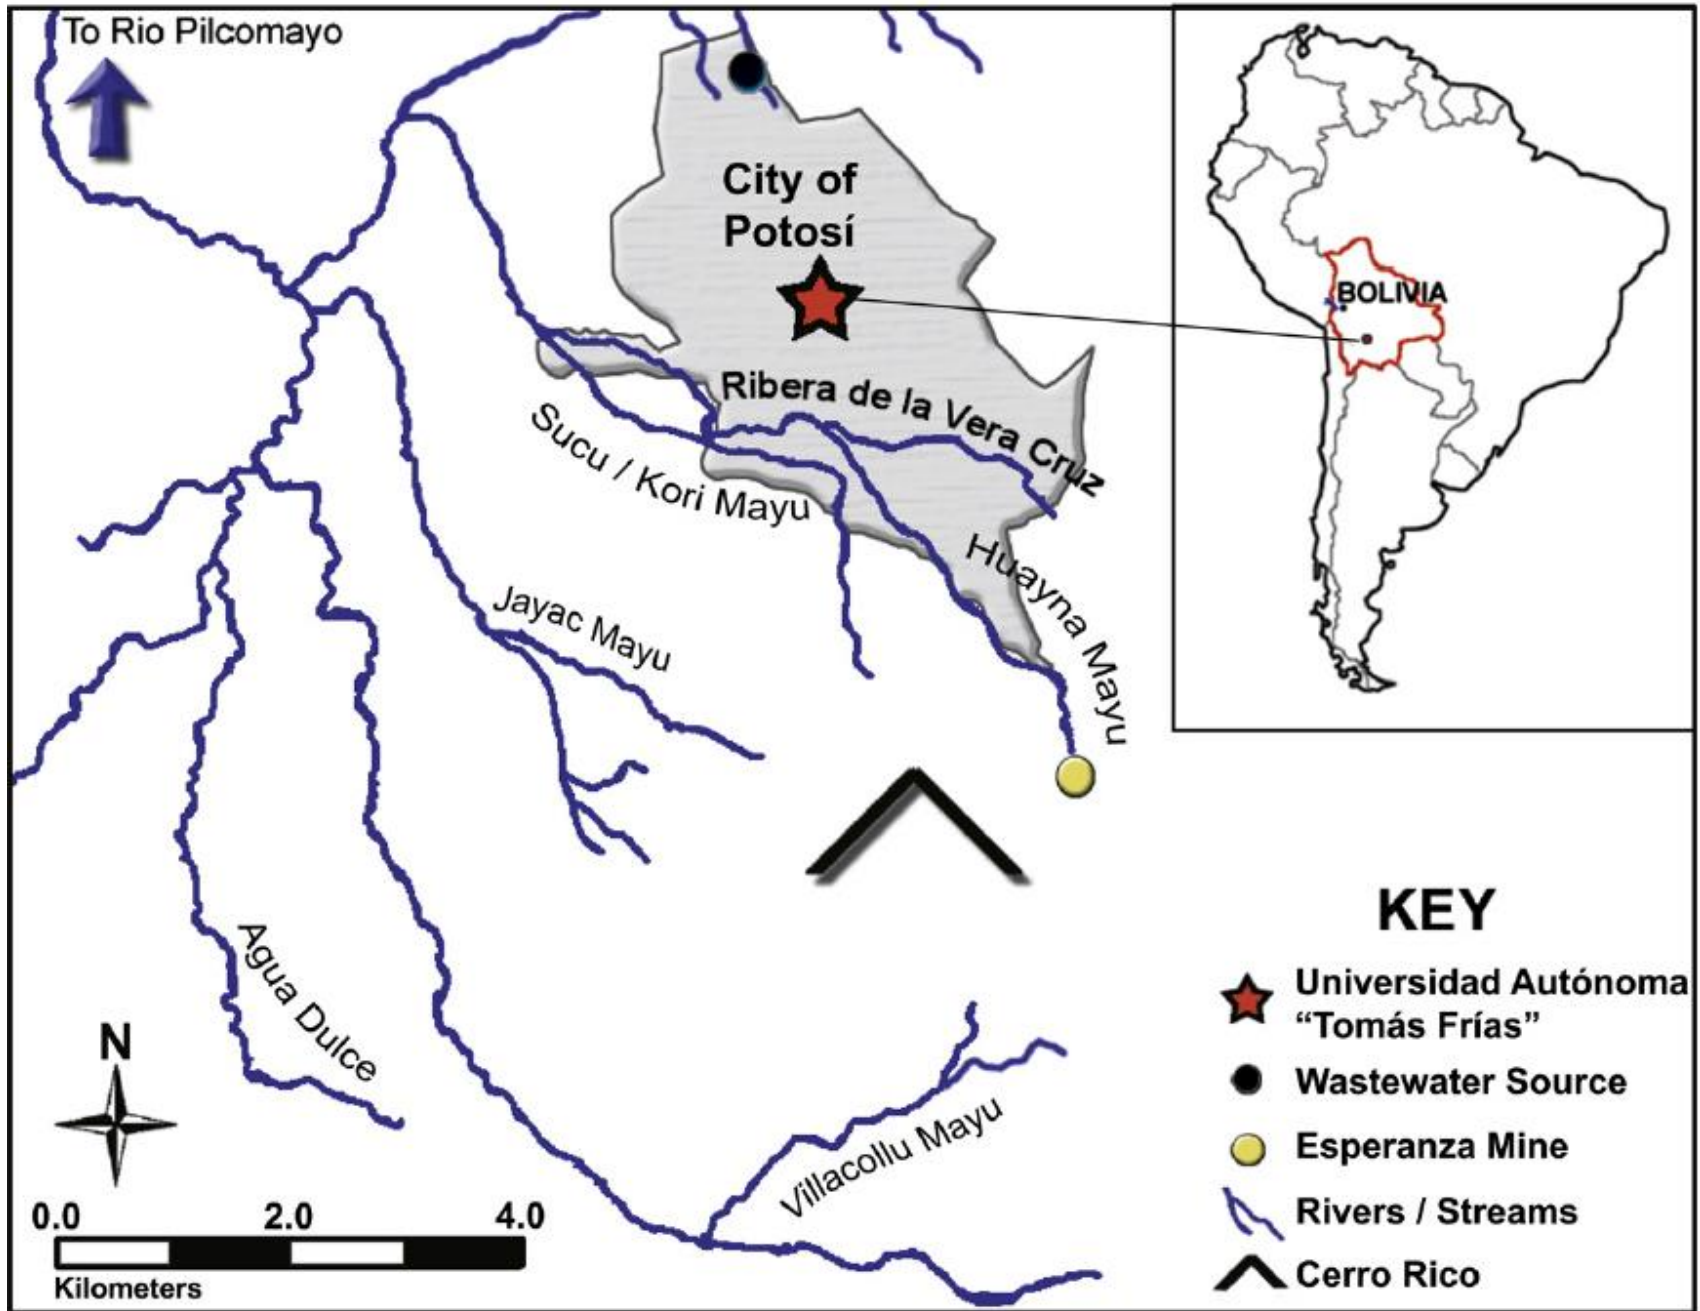 To Rio Pilcomayo
City of
Potosí
BOLIVIA
Ribera de la Vera Cruz
Sucu / Kori Mayu
Huayna Mayu
Jayac Mayu
Agua Dulce
Villacollu Mayu
N
0.0 2.0 4.0
Kilometers
KEY
Universidad Autónoma
“Tomás Frías”
Wastewater Source
Esperanza Mine
Rivers / Streams
Cerro Rico